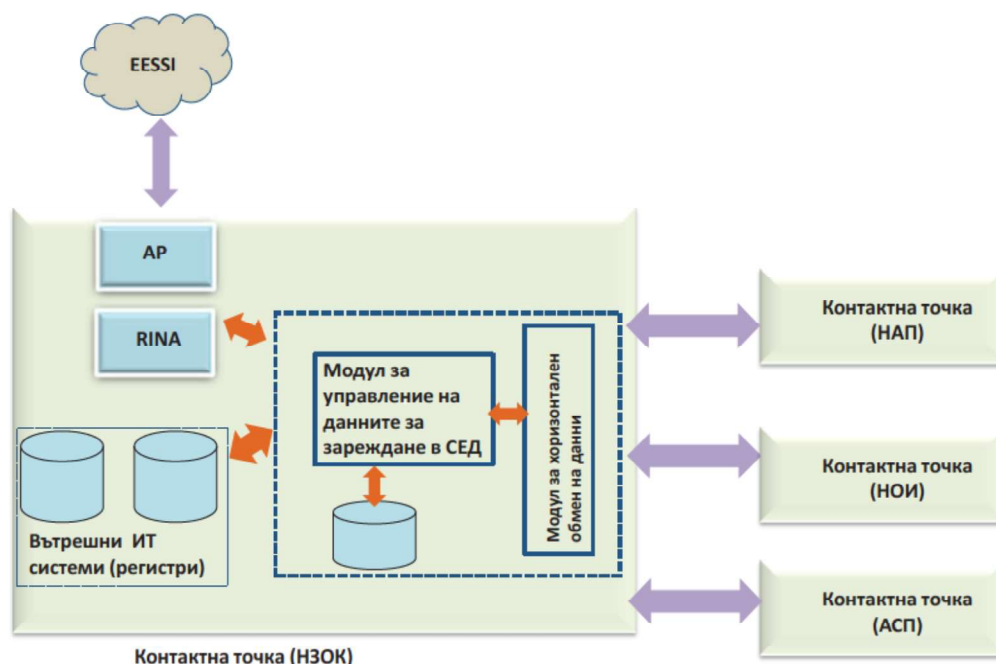 EESSI
AP
RINA
Модул за
управление на
данните за
зареждане в СЕД
Модул за хоризонтален
обмен на данни
Вътрешни ИТ
системи (регистри)
Контактна точка (НЗОК)
Контактна точка
(НАП)
Контактна точка
(НОИ)
Контактна точка
(АСП)